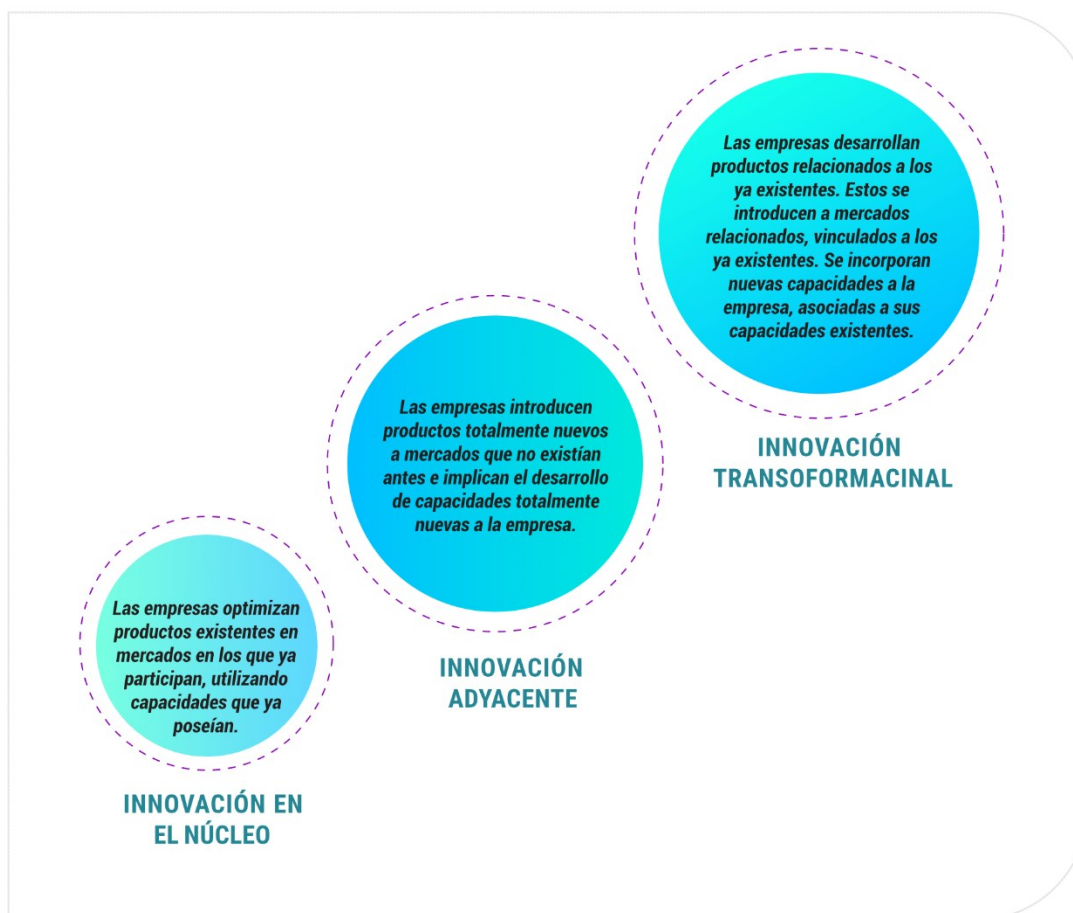 Las empresas desarrollan
productos relacionados a los
ya existentes. Estos se
introducen a mercados
relacionados, vinculados a los
ya existentes. Se incorporan
nuevas capacidades a la
empresa, asociadas a sus
capacidades existentes.
INNOVACIÓN
TRANSOFORMACINAL
Las empresas introducen
productos totalmente nuevos
a mercados que no existían
antes e implican el desarrollo
de capacidades totalmente
nuevas a la empresa.
INNOVACIÓN
ADYACENTE
Las empresas optimizan
productos existentes en
mercados en los que ya
participan, utilizando
capacidades que ya
poseían.
INNOVACIÓN EN
EL NÚCLEO